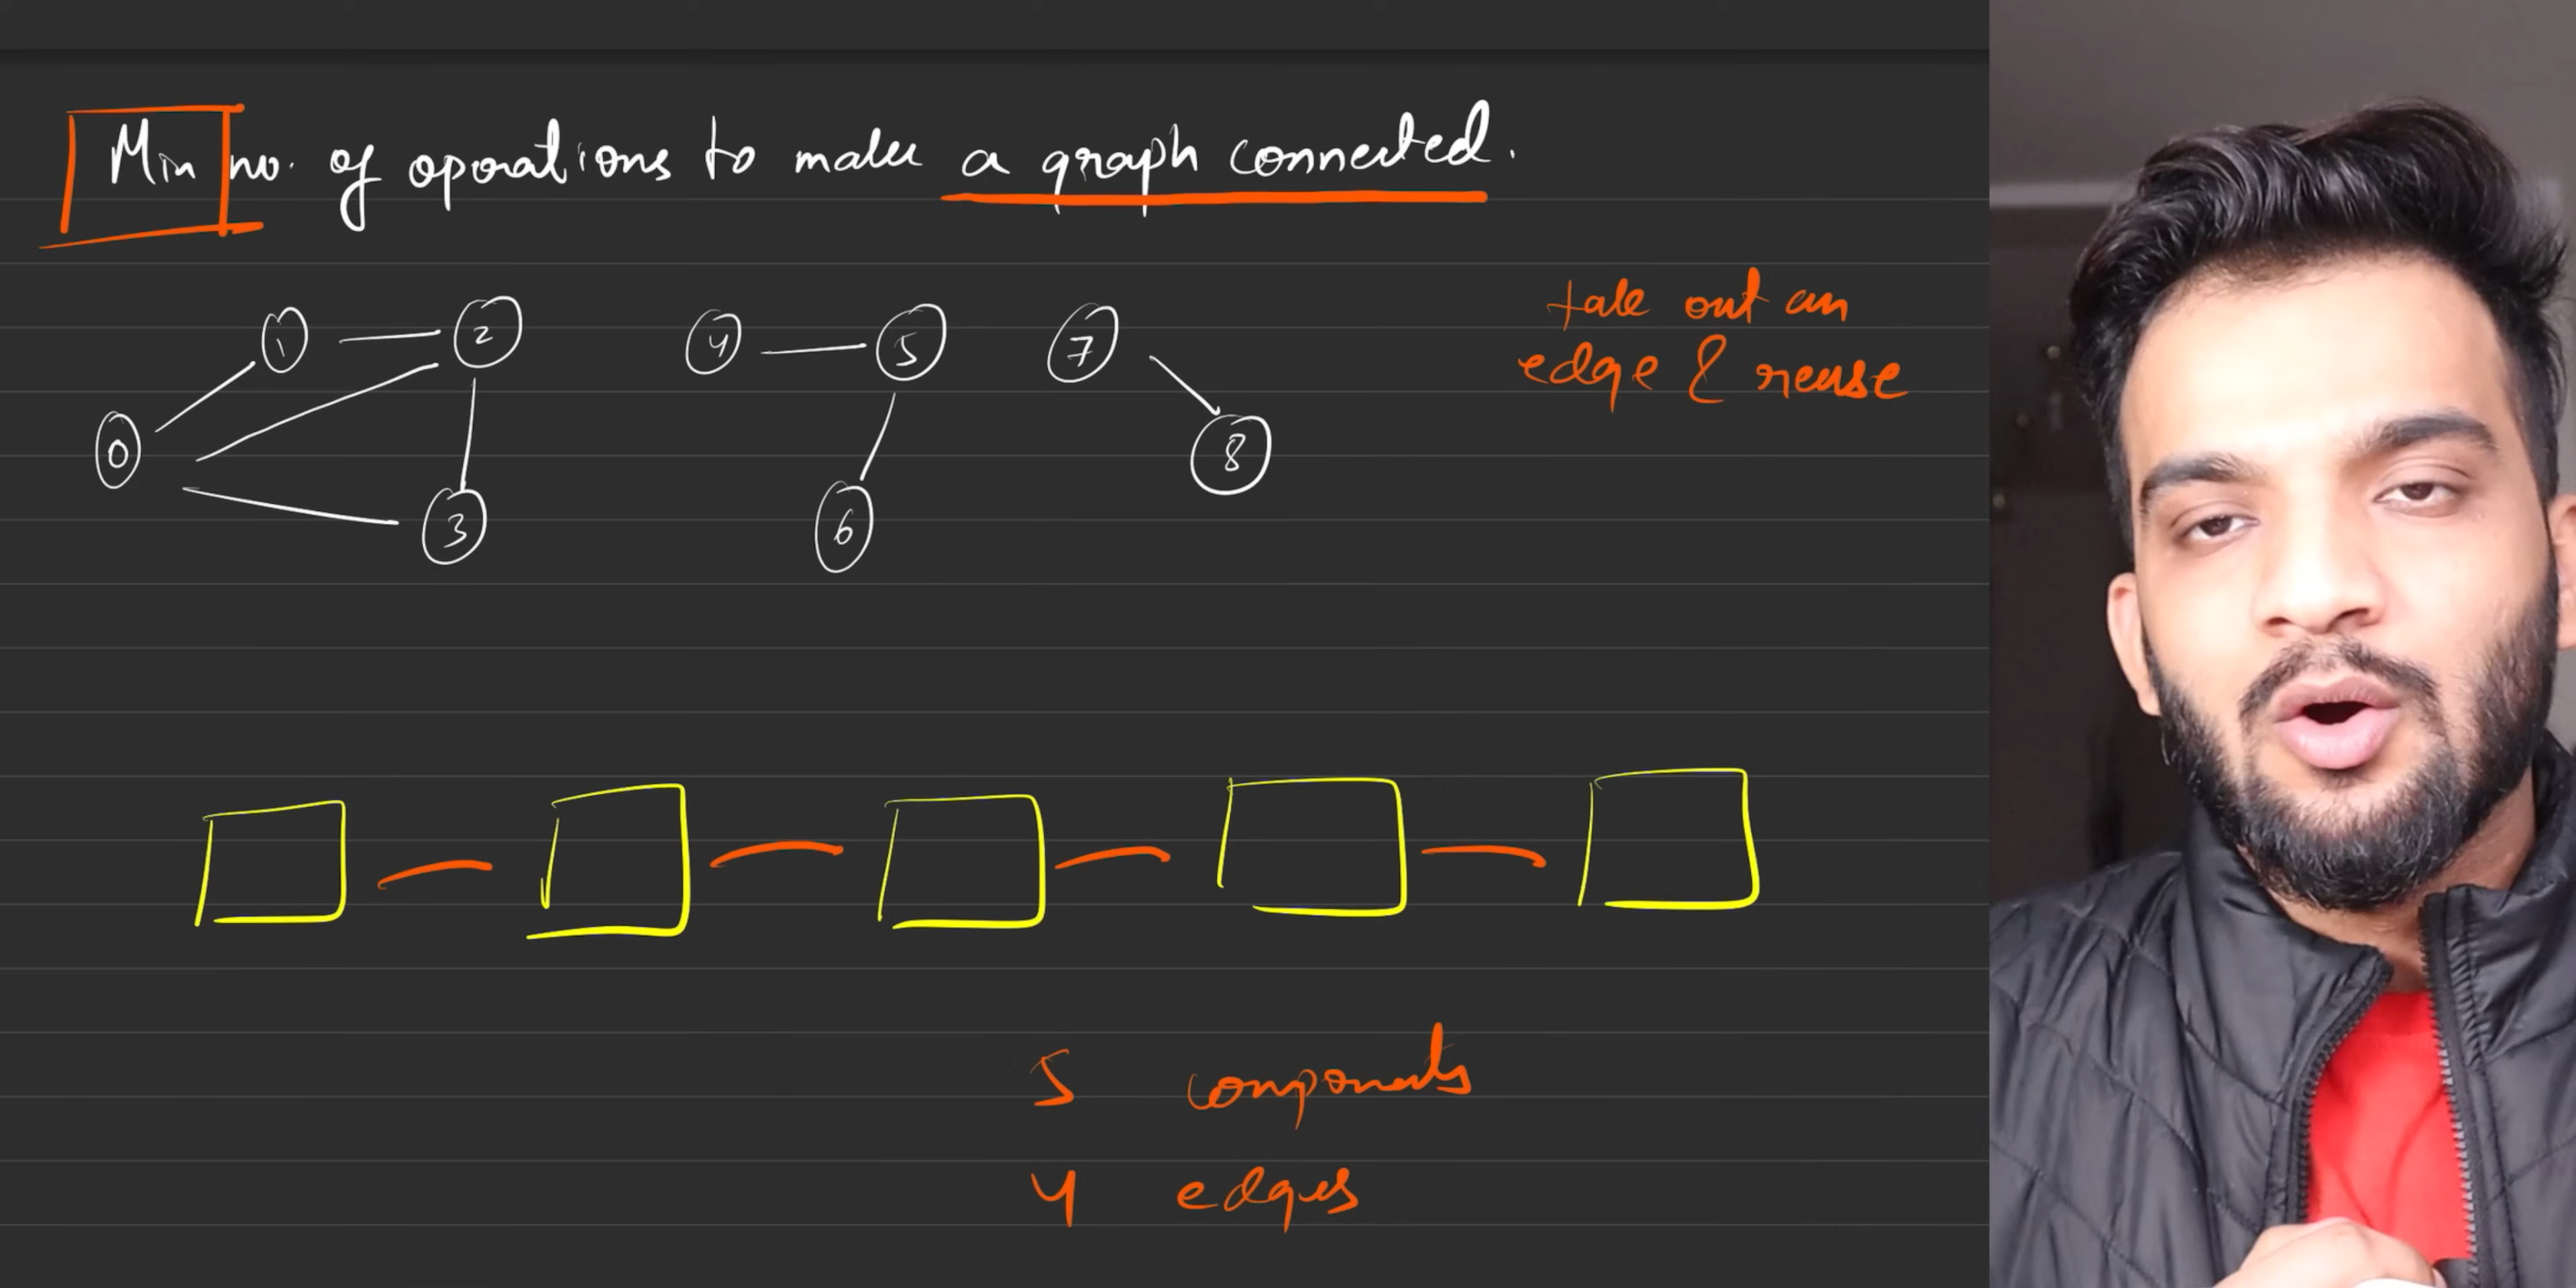 Min no. of operations to make a graph connected.
take out an
edge & reuse
1 2 4 5 7
0 8
3 6
5 components
4 edges